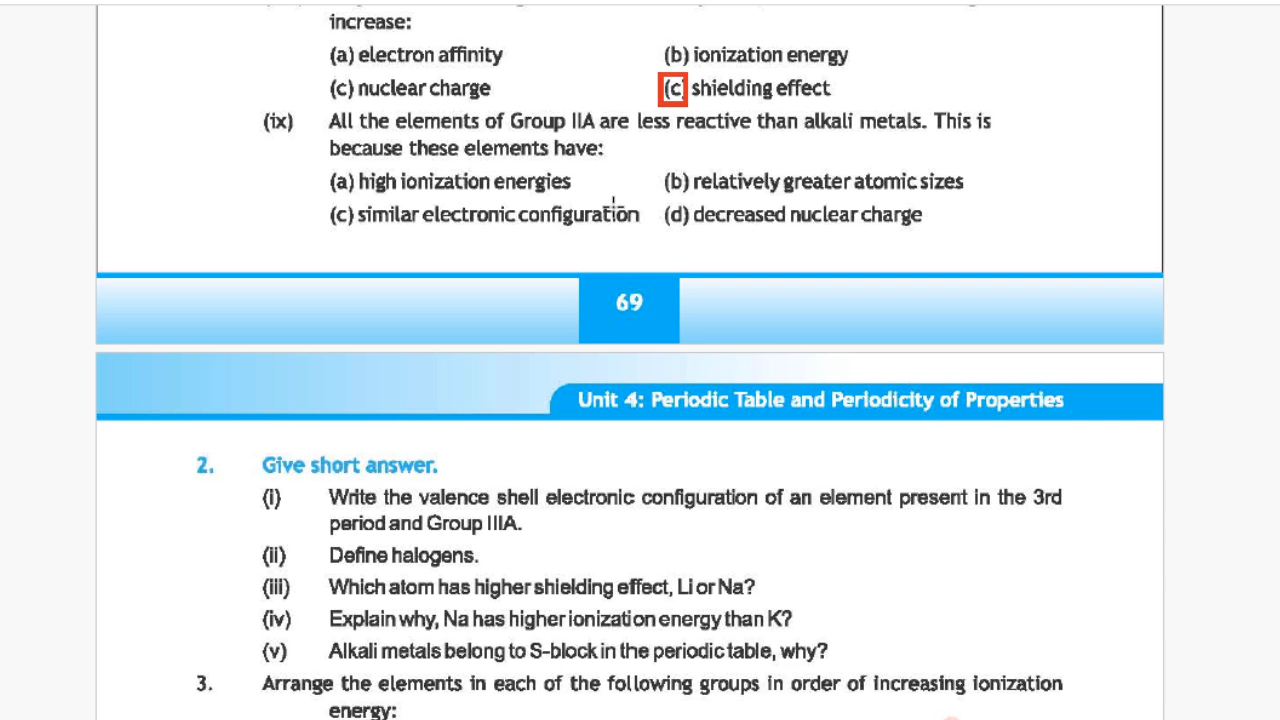 increase:
(a) electron affinity (b) ionization energy
(c) nuclear charge (c) shielding effect
(ix) All the elements of Group IIA are less reactive than alkali metals. This is
because these elements have:
(a) high ionization energies (b) relatively greater atomic sizes
(c) similar electronic configuration (d) decreased nuclear charge
69
Unit 4: Periodic Table and Periodicity of Properties
2. Give short answer.
(i) Write the valence shell electronic configuration of an element present in the 3rd
period and Group IIIA.
(ii) Define halogens.
(iii) Which atom has higher shielding effect, Li or Na?
(iv) Explain why, Na has higher ionization energy than K?
(v) Alkali metals belong to S-block in the periodic table, why?
3. Arrange the elements in each of the following groups in order of increasing ionization
energy: